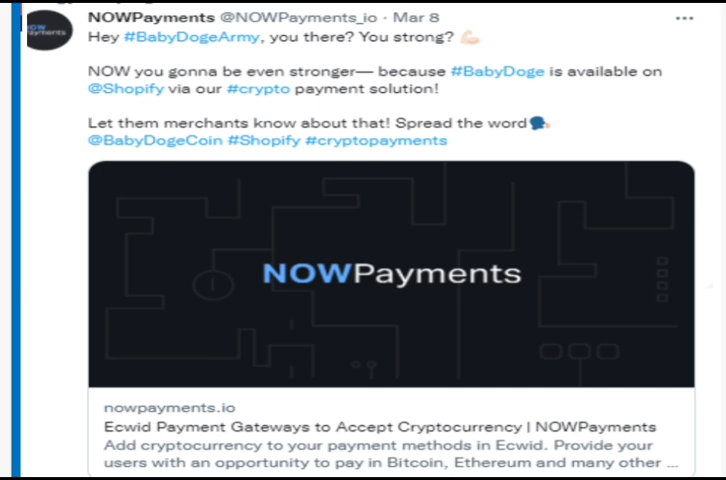 NOWPayments @NOWPayments_io · Mar 8
Hey #BabyDogeArmy, you there? You strong? 💪🏻
NOW you gonna be even stronger— because #BabyDoge is available on
@Shopify via our #crypto payment solution!
Let them merchants know about that! Spread the word🗣
@BabyDogeCoin #Shopify #cryptopayments
NOWPayments
nowpayments.io
Ecwid Payment Gateways to Accept Cryptocurrency | NOWPayments
Add cryptocurrency to your payment methods in Ecwid. Provide your
users with an opportunity to pay in Bitcoin, Ethereum and many other ...